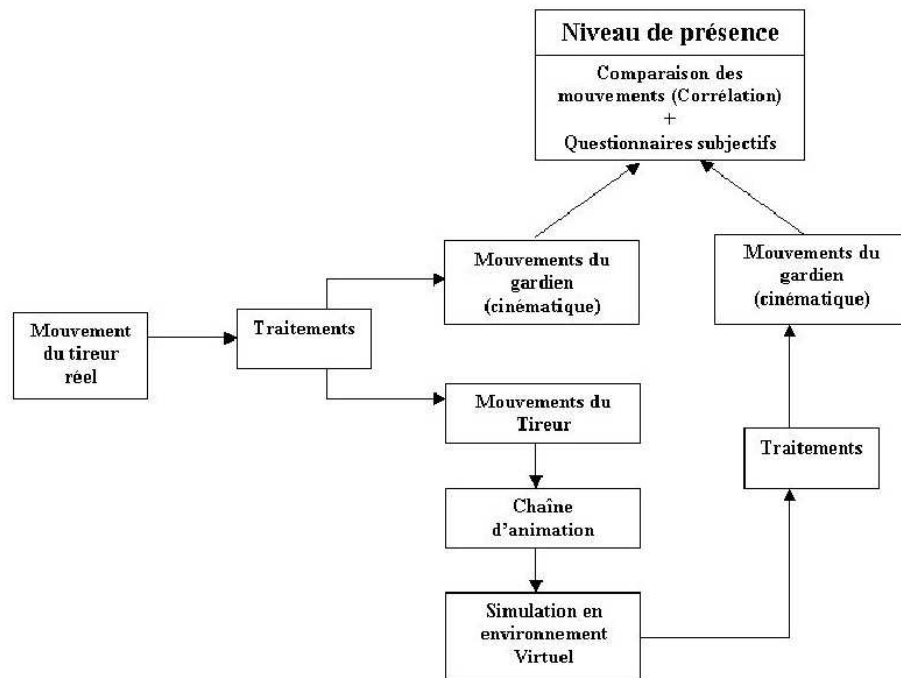 Niveau de présence
Comparaison des
mouvements (Corrélation)
+
Questionnaires subjectifs
Mouvements du
gardien
(cinématique)
Mouvements du
gardien
(cinématique)
Mouvement
du tireur
réel
Traitements
Mouvements du
Tireur
Traitements
Chaîne
d'animation
Simulation en
environnement
Virtuel